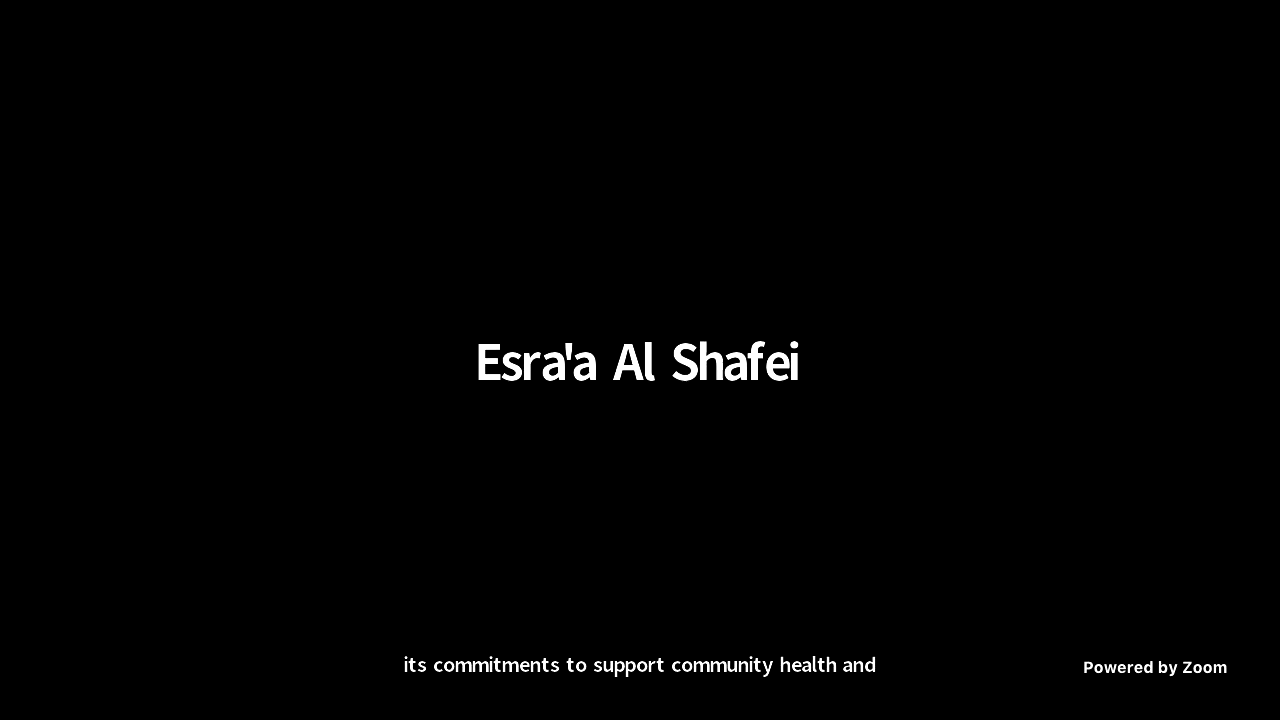 Esra'a Al Shafei
its commitments to support community health and
Powered by Zoom